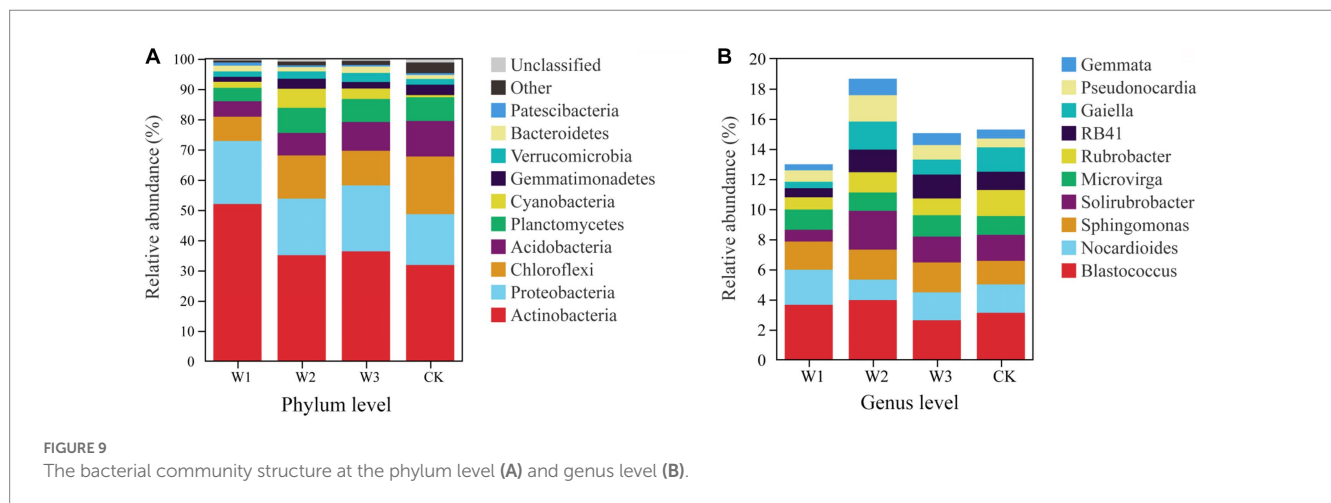 A
Relative abundance (%)
100
90
80
70
60
50
40
30
20
10
0
W1 W2 W3 CK
Phylum level
Unclassified
Other
Patescibacteria
Bacteroidetes
Verrucomicrobia
Gemmatimonadetes
Cyanobacteria
Planctomycetes
Acidobacteria
Chloroflexi
Proteobacteria
Actinobacteria
B
Relative abundance (%)
20
18
16
14
12
10
8
6
4
2
0
W1 W2 W3 CK
Genus level
Gemmata
Pseudonocardia
Gaiella
RB41
Rubrobacter
Microvirga
Solirubrobacter
Sphingomonas
Nocardioides
Blastococcus
FIGURE 9
The bacterial community structure at the phylum level (A) and genus level (B).